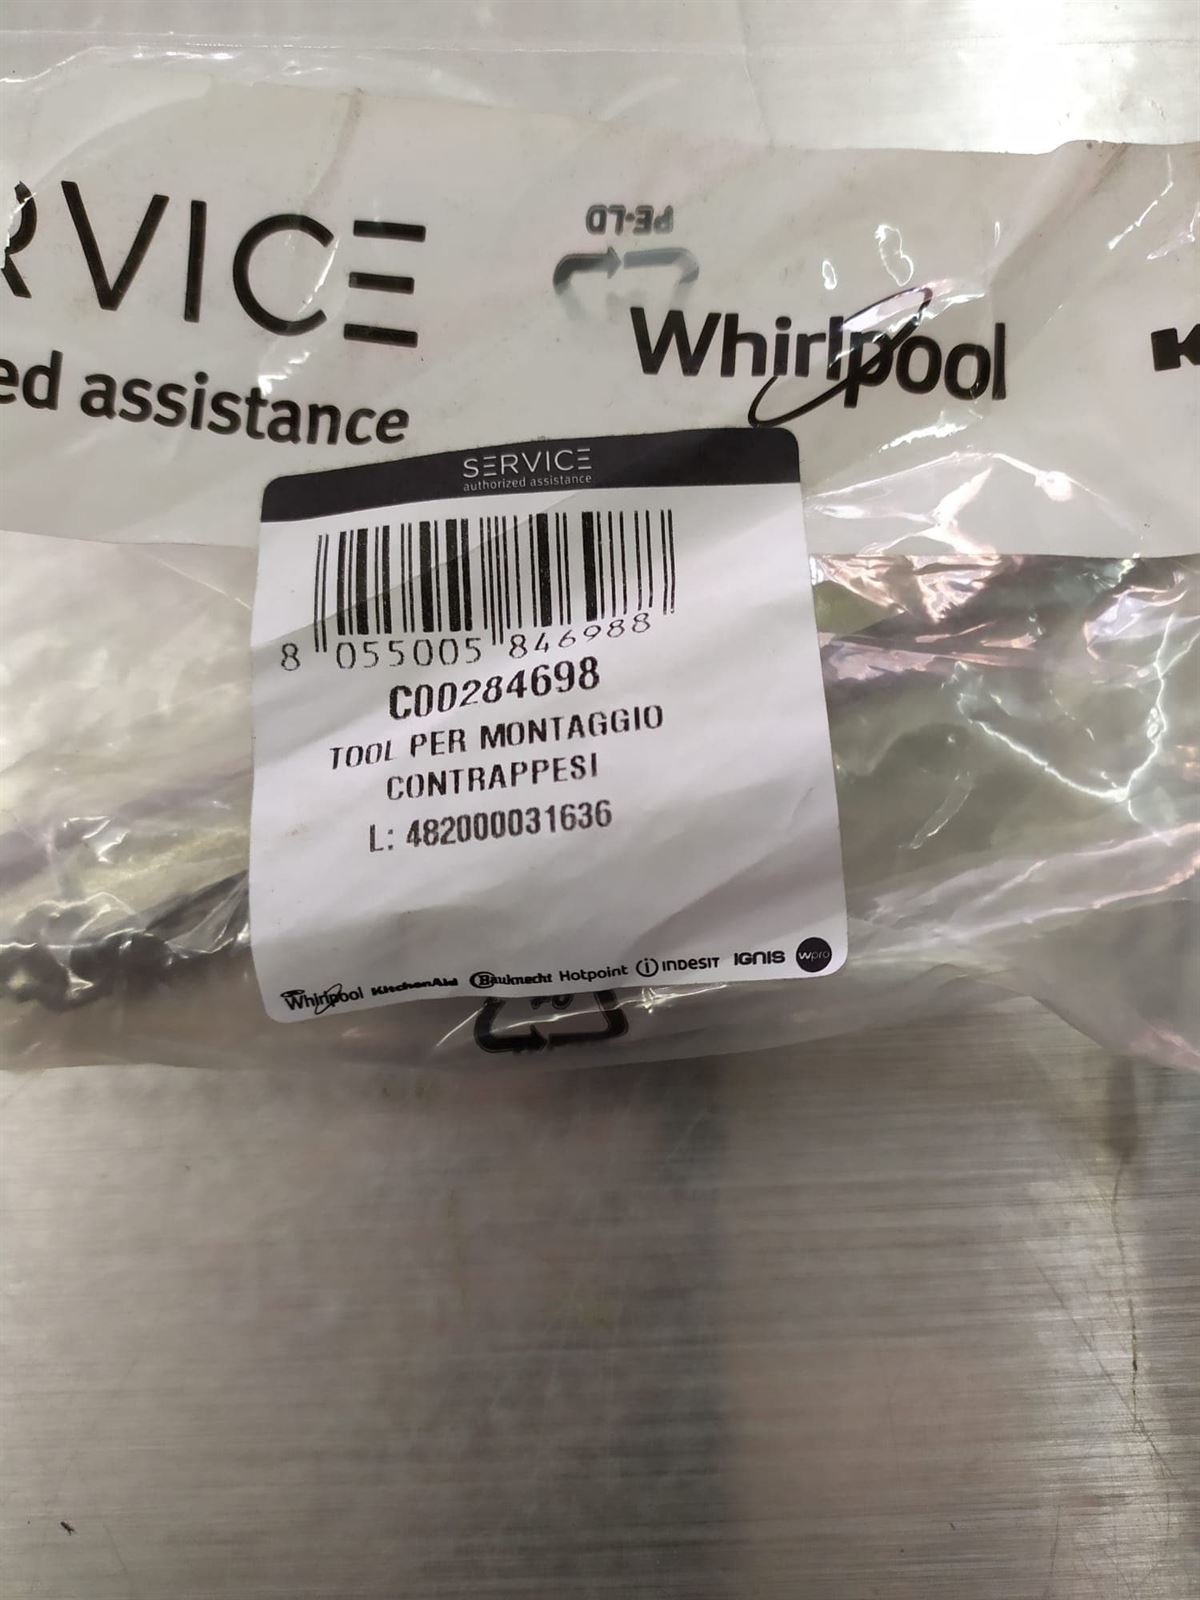 RVICE
ed assistance
PE-LD
Whirlpool
K
SERVICE
authorized assistance
8 055005 846988
C00284698
TOOL PER MONTAGGIO
CONTRAPPESI
L: 482000031636
Whirlpool KitchenAid Bauknecht Hotpoint indesit IGNIS wpro